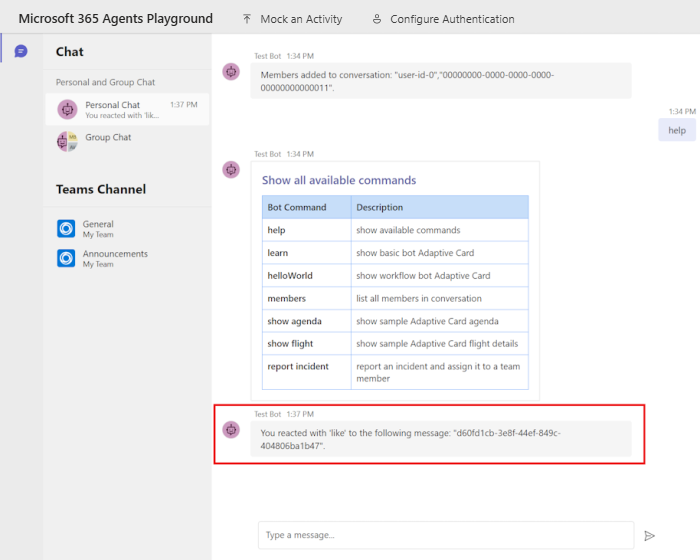 Microsoft 365 Agents Playground
Mock an Activity
Configure Authentication
Chat
Personal and Group Chat
Personal Chat
1:37 PM
You reacted with 'lik...
Group Chat
Teams Channel
General
My Team
Announcements
My Team
Test Bot 1:34 PM
Members added to conversation: "user-id-0","00000000-0000-0000-0000-
00000000000011".
1:34 PM
help
Test Bot 1:34 PM
Show all available commands
Bot Command Description
help show available commands
learn show basic bot Adaptive Card
helloWorld show workflow bot Adaptive Card
members list all members in conversation
show agenda show sample Adaptive Card agenda
show flight show sample Adaptive Card flight details
report incident report an incident and assign it to a team
member
Test Bot 1:37 PM
You reacted with 'like' to the following message: "d60fd1cb-3e8f-44ef-849c-
404806ba1b47".
Type a message...